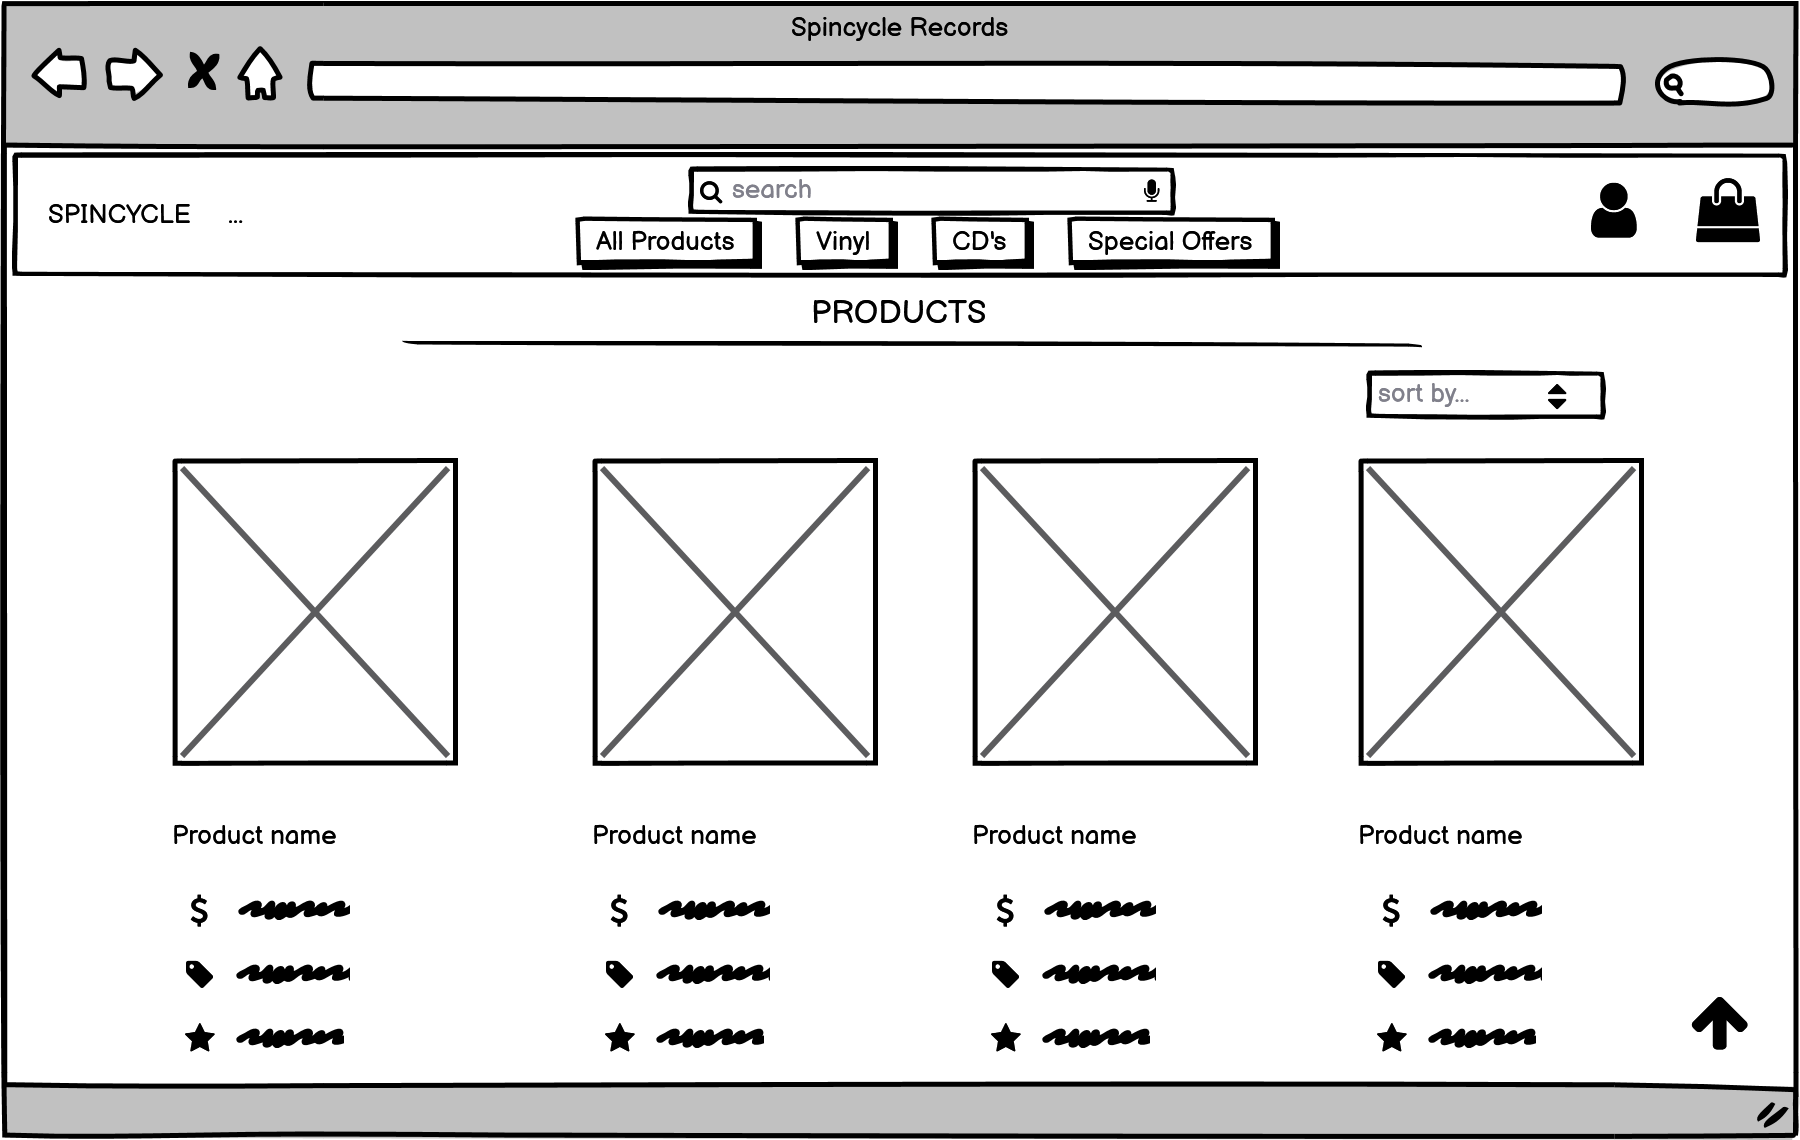 Spincycle Records
search
SPINCYCLE ...
All Products Vinyl CD's Special Offers
PRODUCTS
sort by...
Product name Product name Product name Product name
$ $ $ $